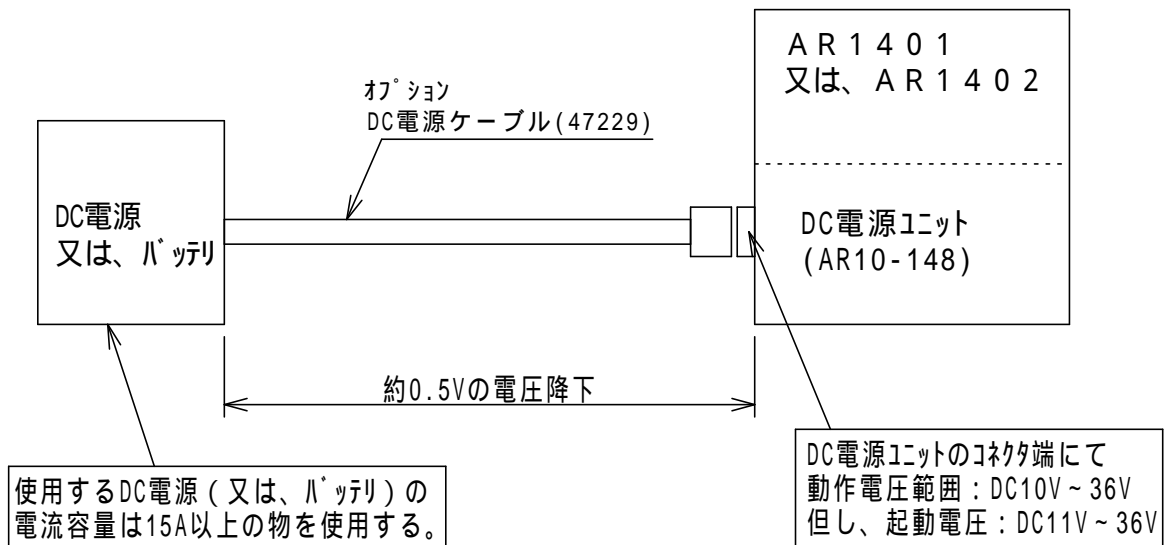 AR1401
又は、AR1402
ｵﾌﾟｼｮﾝ
DC電源ケーブル(47229)
DC電源
又は、ﾊﾞｯﾃﾘ
DC電源ﾕﾆｯﾄ
(AR10-148)
約0.5Vの電圧降下
使用するDC電源（又は、ﾊﾞｯﾃﾘ）の
電流容量は15A以上の物を使用する。
DC電源ﾕﾆｯﾄのｺﾈｸﾀ端にて
動作電圧範囲：DC10V～36V
但し、起動電圧：DC11V～36V